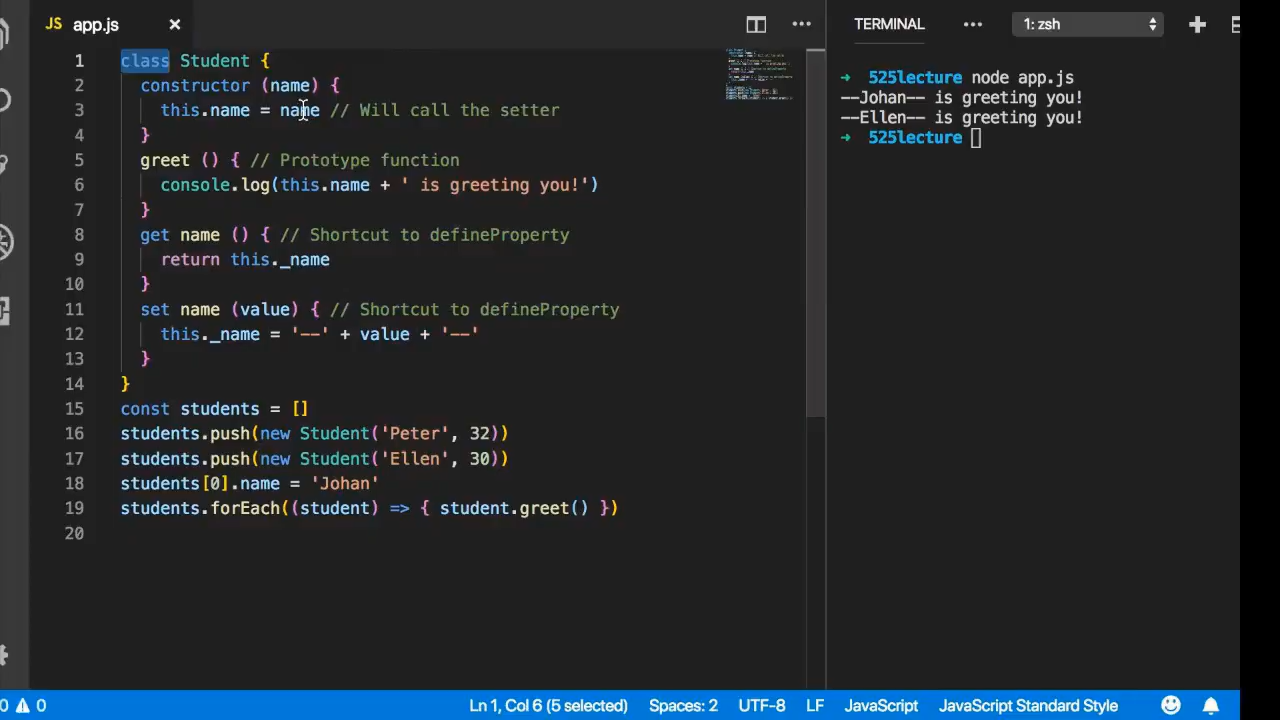 JS app.js ×
1 class Student {
2 constructor (name) {
3 this.name = name // Will call the setter
4 }
5 greet () { // Prototype function
6 console.log(this.name + ' is greeting you!')
7 }
8 get name () { // Shortcut to defineProperty
9 return this._name
10 }
11 set name (value) { // Shortcut to defineProperty
12 this._name = '--' + value + '--'
13 }
14 }
15 const students = []
16 students.push(new Student('Peter', 32))
17 students.push(new Student('Ellen', 30))
18 students[0].name = 'Johan'
19 students.forEach((student) => { student.greet() })
20
TERMINAL ... 1: zsh
➜ 525lecture node app.js
--Johan-- is greeting you!
--Ellen-- is greeting you!
➜ 525lecture
0 0 Ln 1, Col 6 (5 selected) Spaces: 2 UTF-8 LF JavaScript JavaScript Standard Style